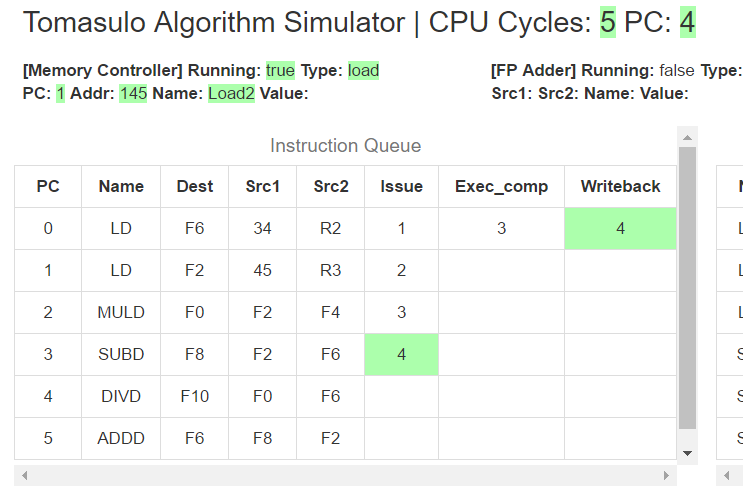 Tomasulo Algorithm Simulator | CPU Cycles: 5 PC: 4
[Memory Controller] Running: true Type: load
PC: 1 Addr: 145 Name: Load2 Value:
[FP Adder] Running: false Type:
Src1: Src2: Name: Value:
Instruction Queue
PC Name Dest Src1 Src2 Issue Exec_comp Writeback
0 LD F6 34 R2 1 3 4
1 LD F2 45 R3 2
2 MULD F0 F2 F4 3
3 SUBD F8 F2 F6 4
4 DIVD F10 F0 F6
5 ADDD F6 F8 F2